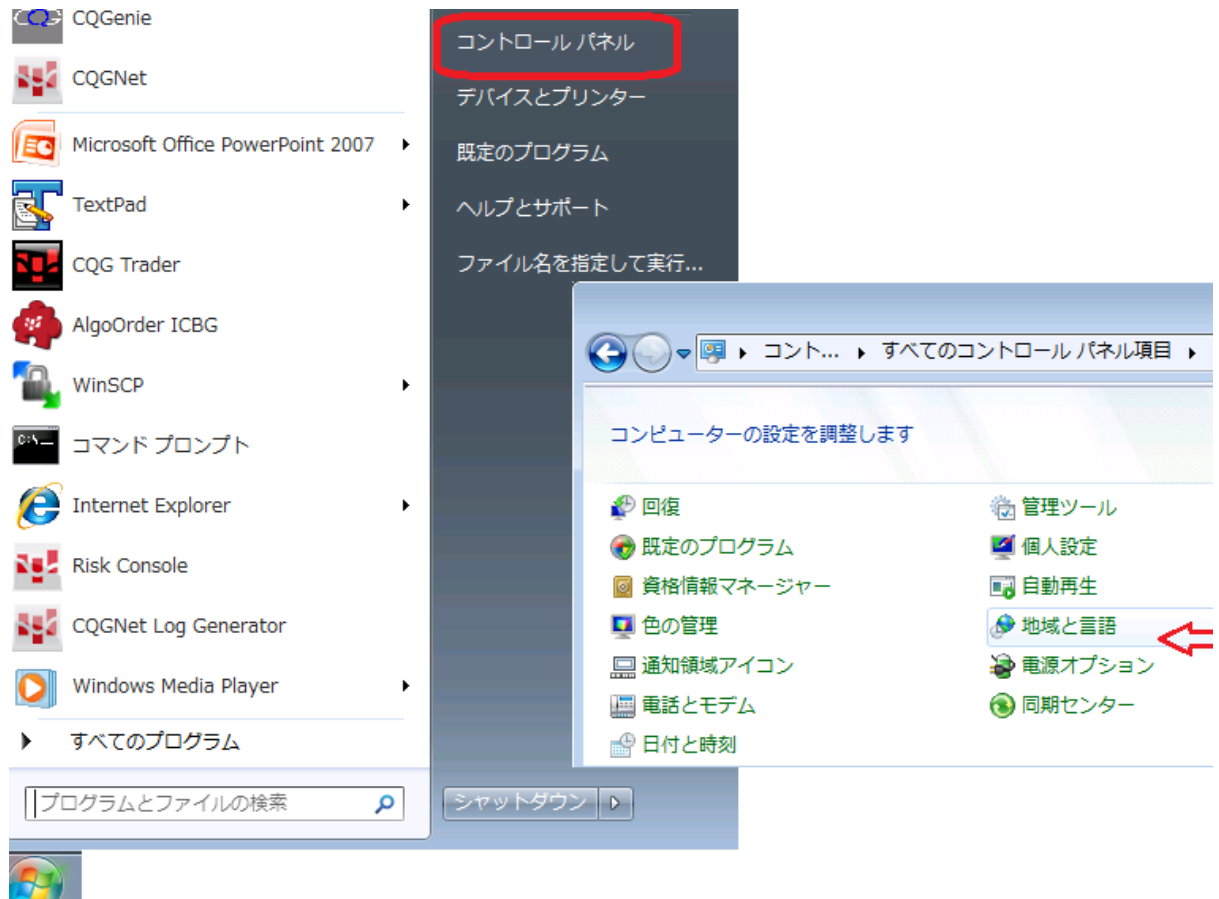 CQGenie
CQGNet
Microsoft Office PowerPoint 2007
TextPad
CQG Trader
AlgoOrder ICBG
WinSCP
コマンド プロンプト
Internet Explorer
Risk Console
CQGNet Log Generator
Windows Media Player
すべてのプログラム
プログラムとファイルの検索
コントロール パネル
デバイスとプリンター
既定のプログラム
ヘルプとサポート
ファイル名を指定して実行...
シャットダウン
コント... すべてのコントロール パネル項目
コンピューターの設定を調整します
回復
既定のプログラム
資格情報マネージャー
色の管理
通知領域アイコン
電話とモデム
日付と時刻
管理ツール
個人設定
自動再生
地域と言語
電源オプション
同期センター